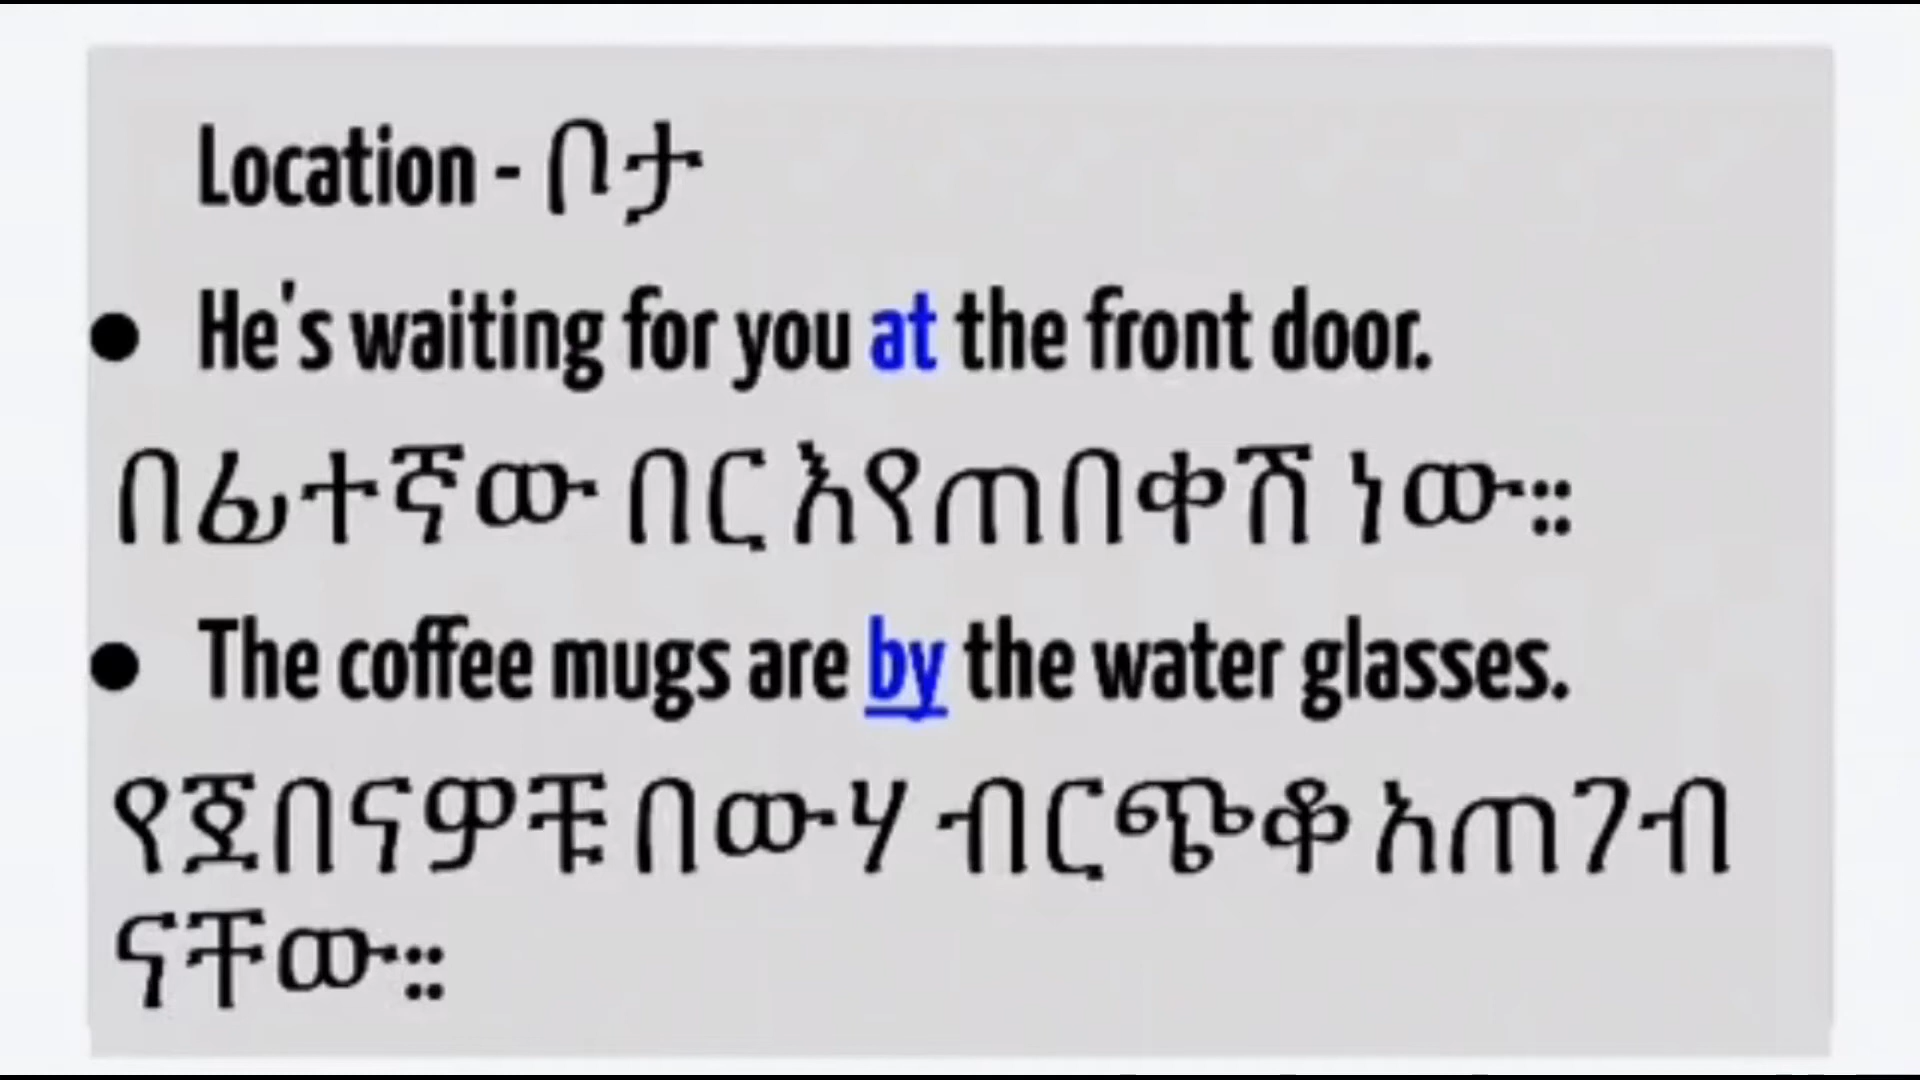 Location - ቦታ
● He's waiting for you at the front door.
በፊተኛው በር እየጠበቀሽ ነው።
● The coffee mugs are by the water glasses.
የጀበናዎቹ በውሃ ብርጭቆ አጠገብ
ናቸው።